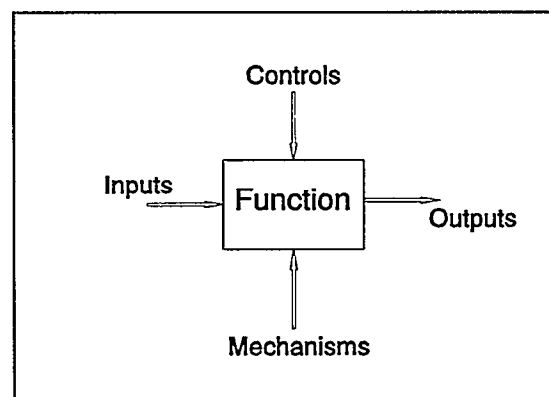 Controls
Inputs
Function
Outputs
Mechanisms